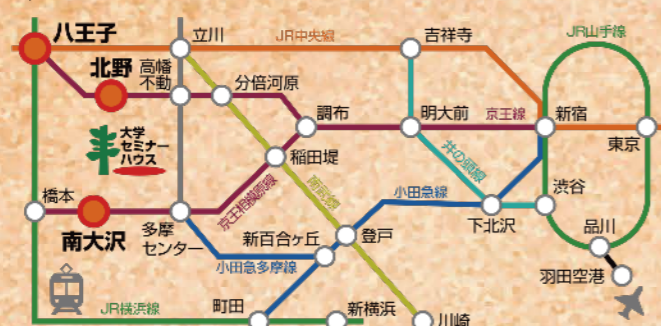 八王子
立川
JR中央線
吉祥寺
JR山手線
北野
高幡
不動
分倍河原
調布
明大前
京王線
新宿
東京
大学
セミナー
ハウス
稲田堤
井の頭線
橋本
南大沢
京王相模原線
南武線
小田急線
渋谷
下北沢
多摩
センター
新百合ヶ丘
登戸
品川
小田急多摩線
羽田空港
JR横浜線
町田
新横浜
川崎